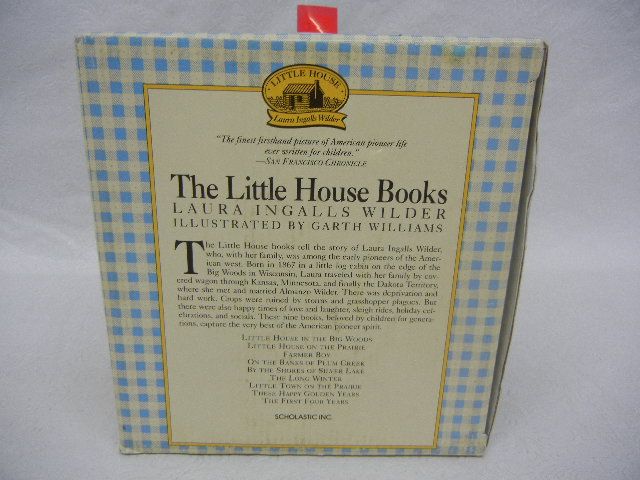 LITTLE HOUSE
Laura Ingalls Wilder
"The finest firsthand picture of American pioneer life
ever written for children."
—SAN FRANCISCO CHRONICLE
The Little House Books
LAURA INGALLS WILDER
ILLUSTRATED BY GARTH WILLIAMS
The Little House books tell the story of Laura Ingalls Wilder,
who, with her family, was among the early pioneers of the Amer-
ican west. Born in 1867 in a little log cabin on the edge of the
Big Woods in Wisconsin, Laura traveled with her family by cov-
ered wagon through Kansas, Minnesota, and finally the Dakota Territory,
where she met and married Almanzo Wilder. There was deprivation and
hard work. Crops were ruined by storms and grasshopper plagues. But
there were also happy times of love and laughter, sleigh rides, holiday cel-
ebrations, and socials. These nine books, beloved by children for genera-
tions, capture the very best of the American pioneer spirit.
LITTLE HOUSE IN THE BIG WOODS
LITTLE HOUSE ON THE PRAIRIE
FARMER BOY
ON THE BANKS OF PLUM CREEK
BY THE SHORES OF SILVER LAKE
THE LONG WINTER
LITTLE TOWN ON THE PRAIRIE
THESE HAPPY GOLDEN YEARS
THE FIRST FOUR YEARS
SCHOLASTIC INC.